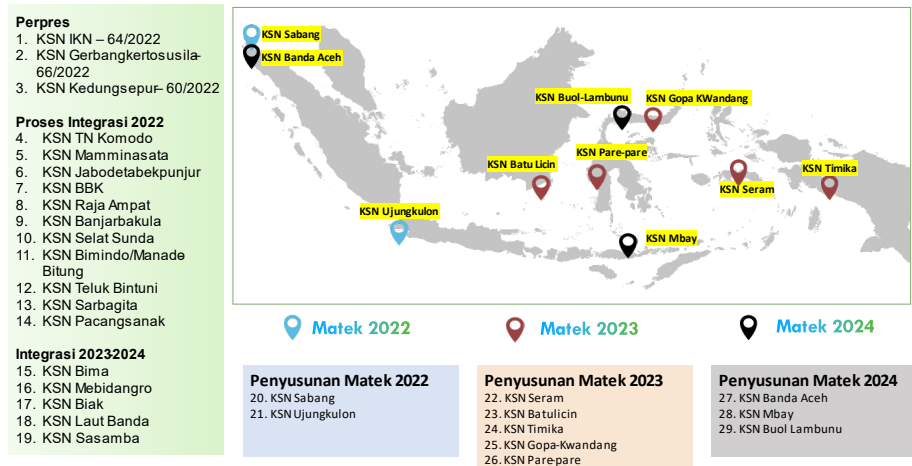 Perpres
1. KSN IKN – 64/2022
2. KSN Gerbangkertosusila-
66/2022
3. KSN Kedungsepur– 60/2022
Proses Integrasi 2022
4. KSN TN Komodo
5. KSN Mamminasata
6. KSN Jabodetabekpunjur
7. KSN BBK
8. KSN Raja Ampat
9. KSN Banjarbakula
10. KSN Selat Sunda
11. KSN Bimindo/Manado-
Bitung
12. KSN Teluk Bintuni
13. KSN Sarbagita
14. KSN Pacangsanak
Integrasi 2023-2024
15. KSN Bima
16. KSN Mebidangro
17. KSN Biak
18. KSN Laut Banda
19. KSN Sasamba
KSN Sabang
KSN Banda Aceh
KSN Buol-Lambunu
KSN Gopa KWandang
KSN Pare-pare
KSN Batu Licin
KSN Timika
KSN Seram
KSN Ujungkulon
KSN Mbay
Matek 2022
Matek 2023
Matek 2024
Penyusunan Matek 2022
20. KSN Sabang
21. KSN Ujungkulon
Penyusunan Matek 2023
22. KSN Seram
23. KSN Batulicin
24. KSN Timika
25. KSN Gopa-Kwandang
26. KSN Pare-pare
Penyusunan Matek 2024
27. KSN Banda Aceh
28. KSN Mbay
29. KSN Buol Lambunu